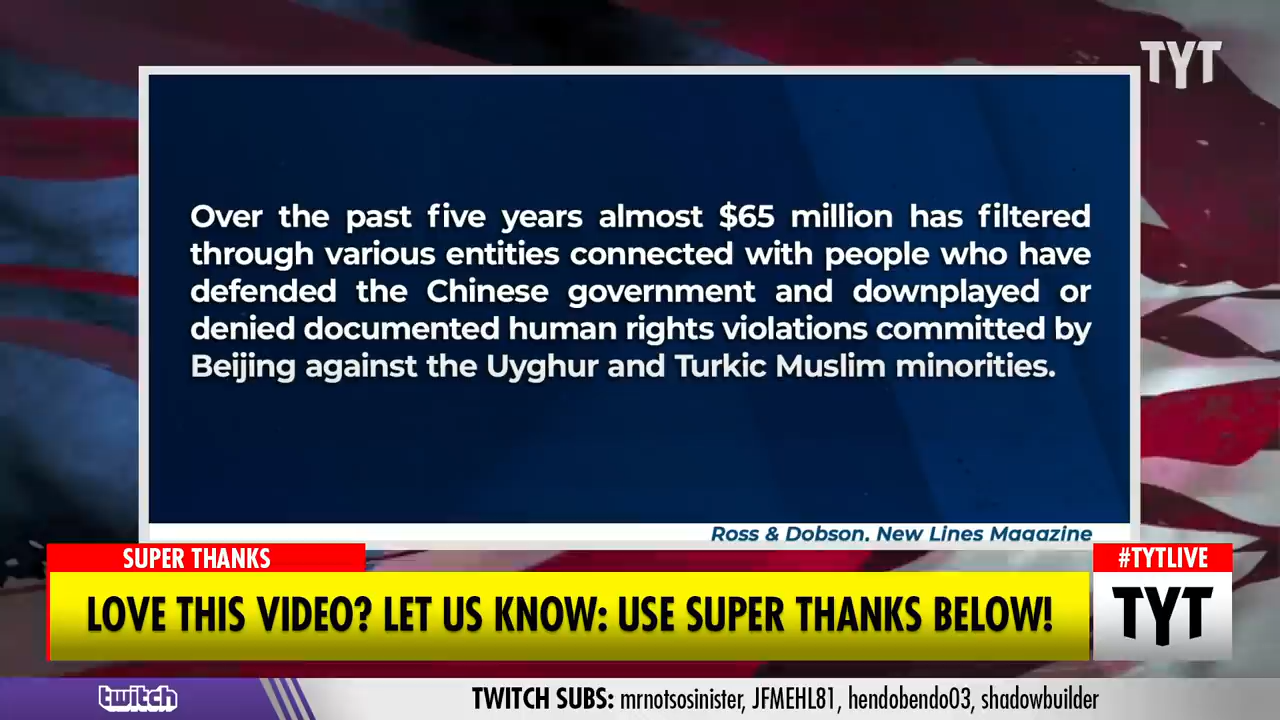 TYT
Over the past five years almost $65 million has filtered
through various entities connected with people who have
defended the Chinese government and downplayed or
denied documented human rights violations committed by
Beijing against the Uyghur and Turkic Muslim minorities.
Ross & Dobson, New Lines Magazine
SUPER THANKS
#TYTLIVE
LOVE THIS VIDEO? LET US KNOW: USE SUPER THANKS BELOW!
TYT
twitch
TWITCH SUBS: mrnotsosinister, JFMEHL81, hendobendo03, shadowbuilder